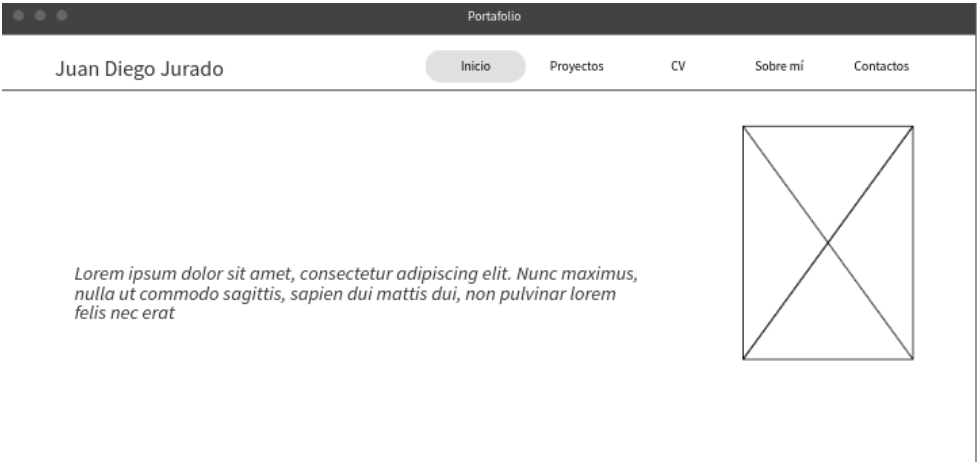 Portafolio
Juan Diego Jurado
Inicio
Proyectos
CV
Sobre mí
Contactos
Lorem ipsum dolor sit amet, consectetur adipiscing elit. Nunc maximus,
nulla ut commodo sagittis, sapien dui mattis dui, non pulvinar lorem
felis nec erat